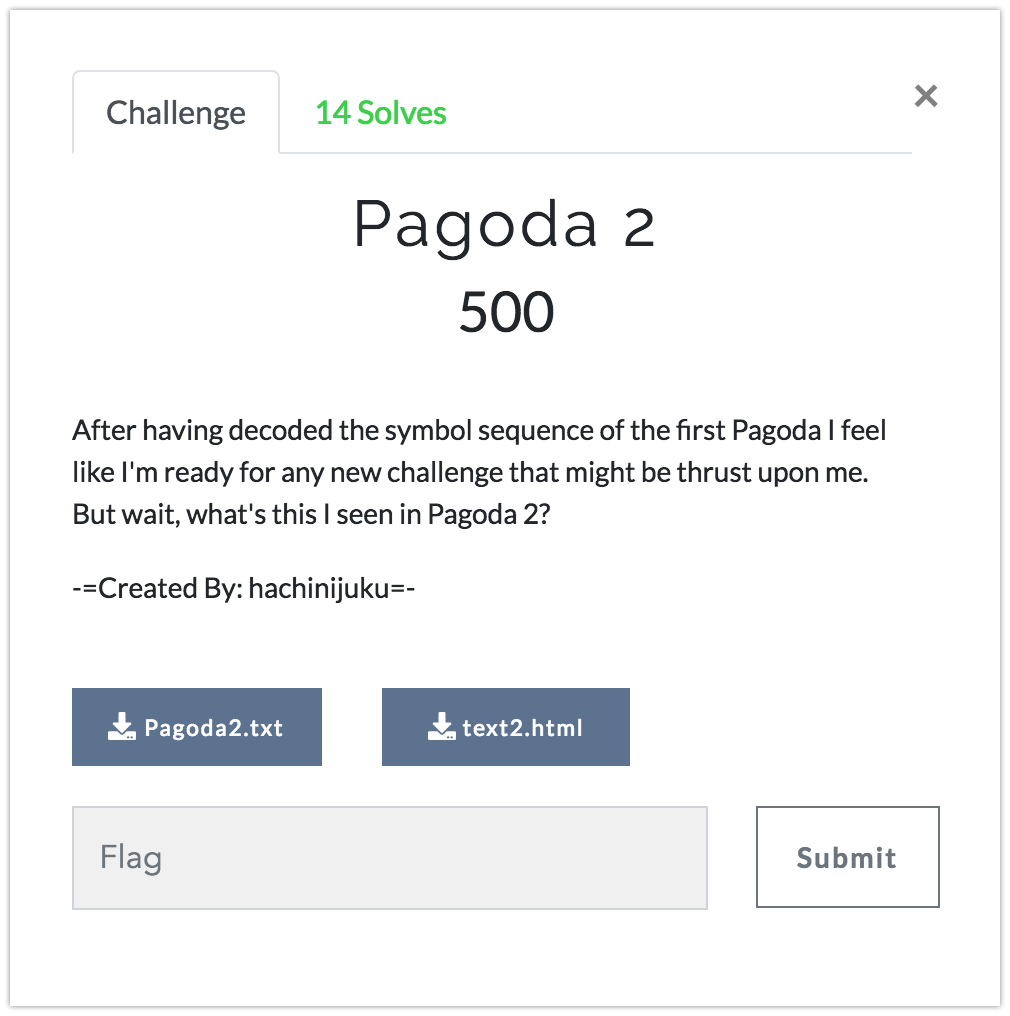 Challenge
14 Solves
×
Pagoda 2
500
After having decoded the symbol sequence of the first Pagoda I feel
like I'm ready for any new challenge that might be thrust upon me.
But wait, what's this I seen in Pagoda 2?
-=Created By: hachinijuku=-
Pagoda2.txt
text2.html
Flag
Submit